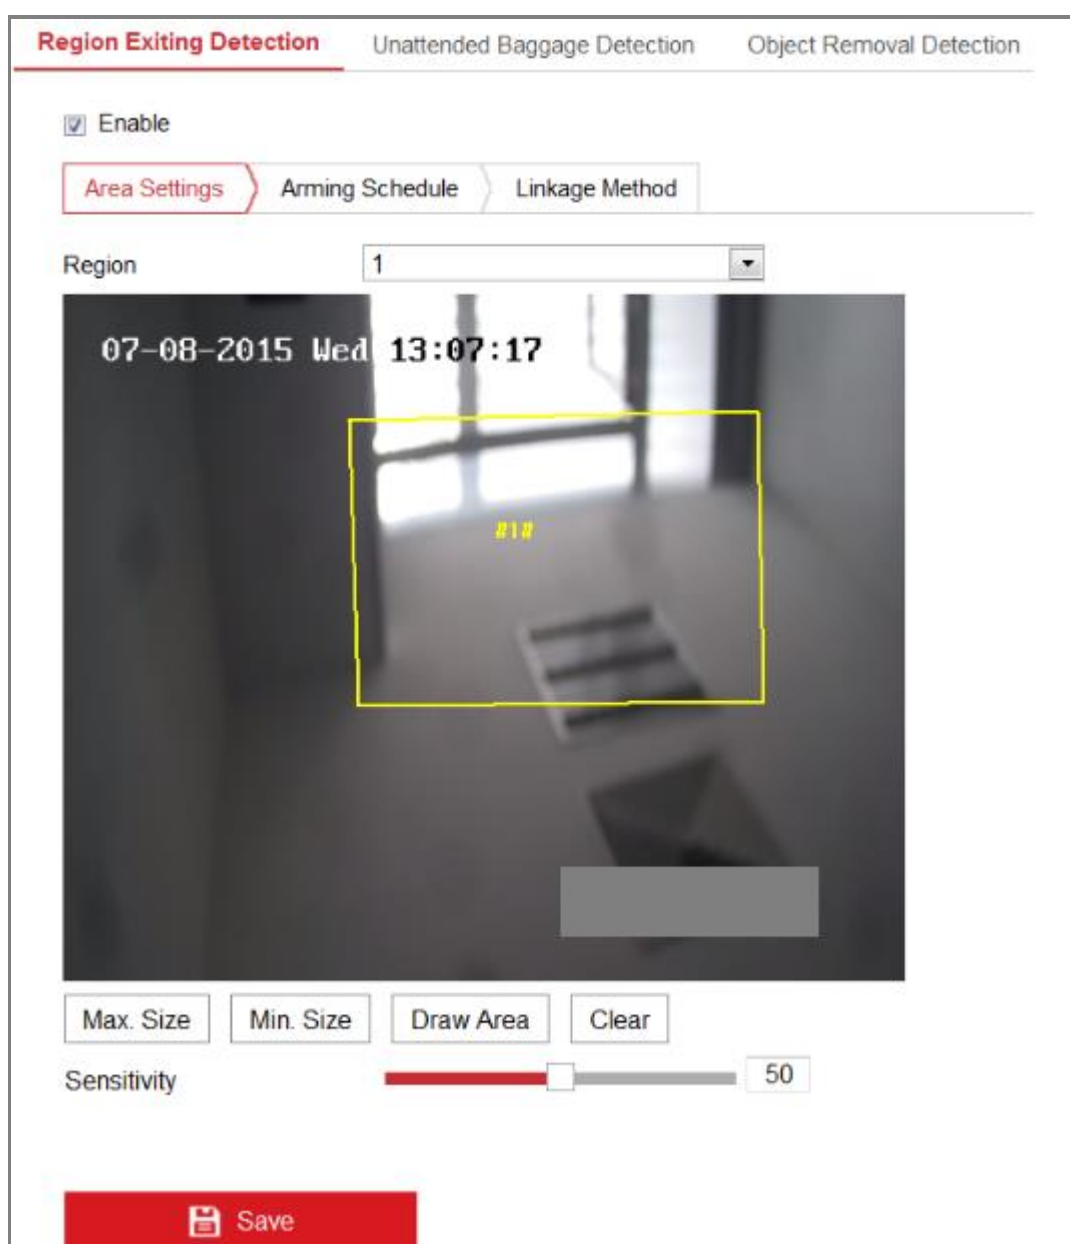 Region Exiting Detection Unattended Baggage Detection Object Removal Detection
Enable
Area Settings Arming Schedule Linkage Method
Region 1
07-08-2015 Wed 13:07:17
#1#
Max. Size Min. Size Draw Area Clear
Sensitivity 50
Save